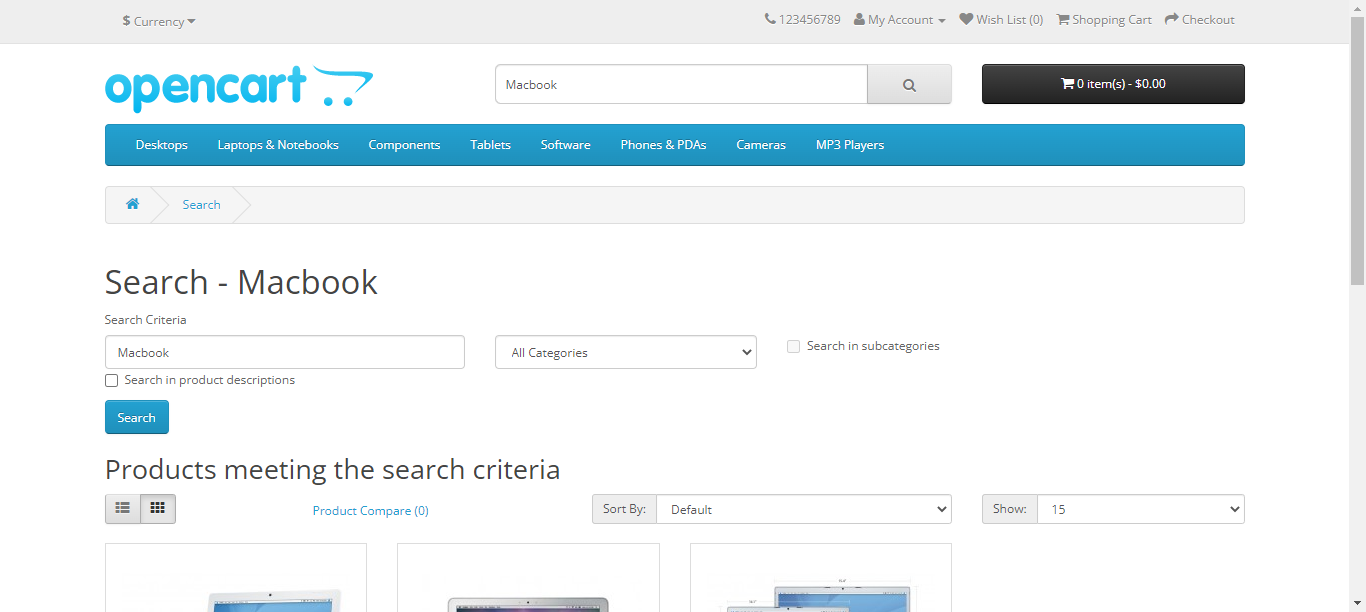 $ Currency
123456789 My Account Wish List (0) Shopping Cart Checkout
opencart
Macbook
0 item(s) - $0.00
Desktops Laptops & Notebooks Components Tablets Software Phones & PDAs Cameras MP3 Players
Search
Search - Macbook
Search Criteria
Macbook All Categories Search in subcategories
Search in product descriptions
Search
Products meeting the search criteria
Product Compare (0) Sort By: Default Show: 15